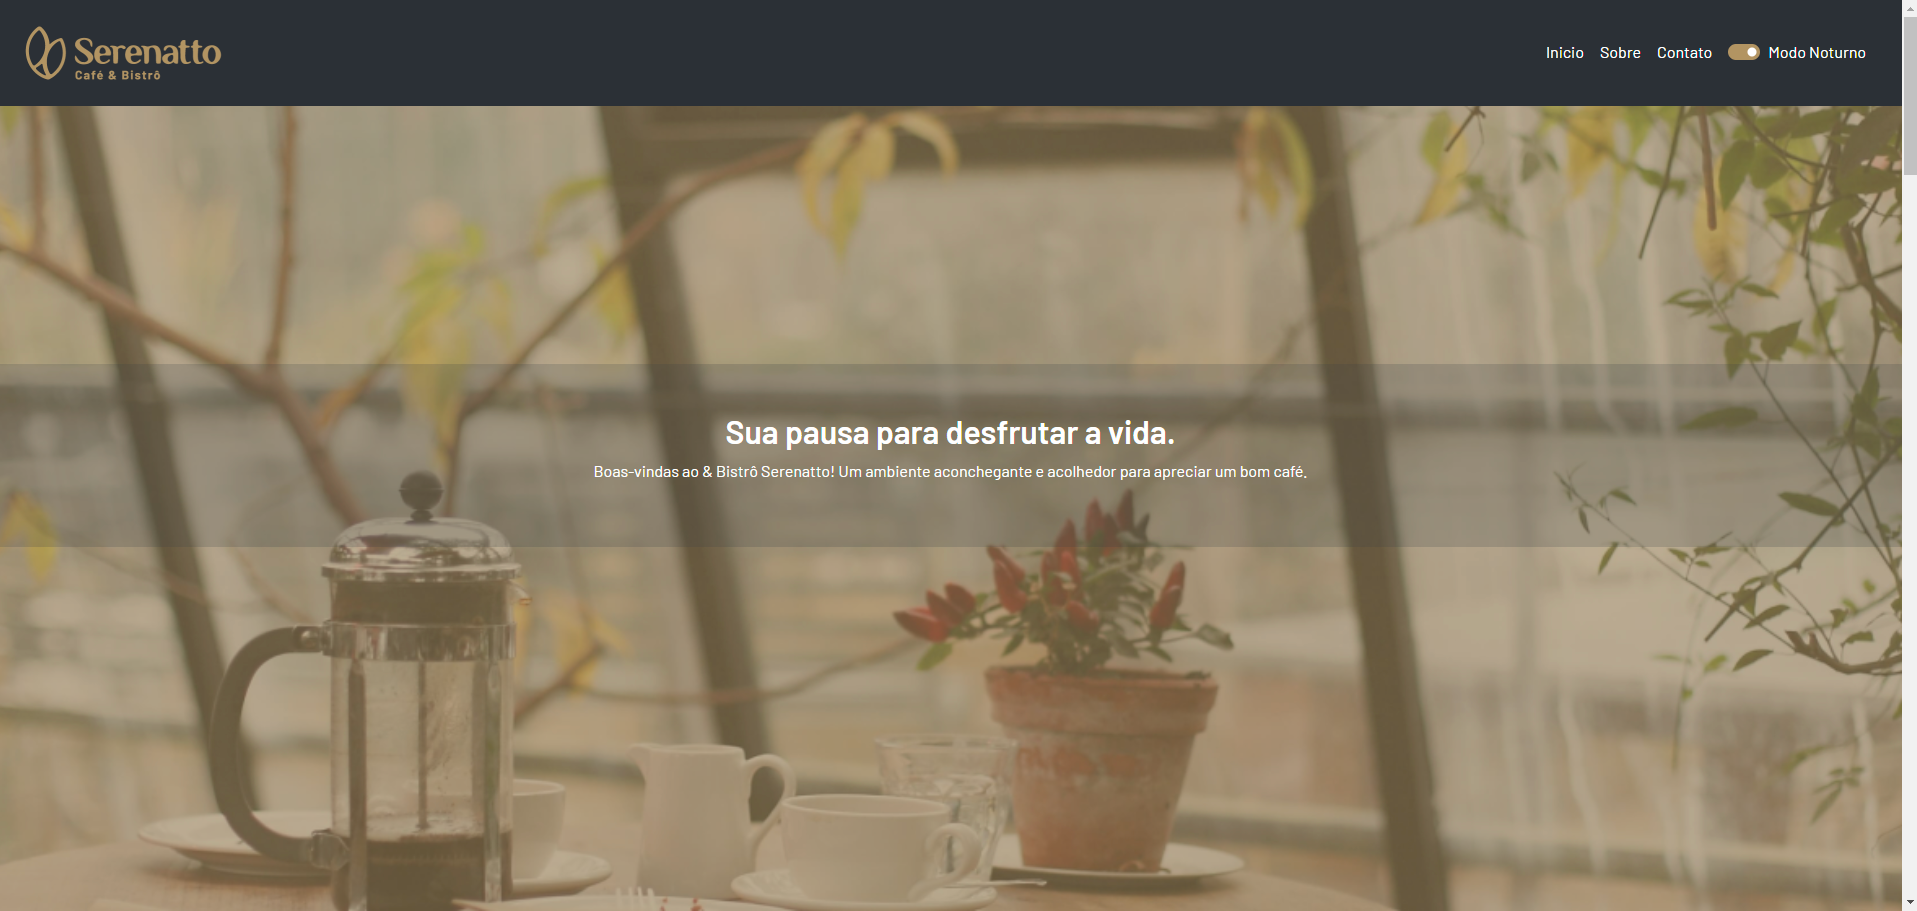 Serenatto
Café & Bistrô
Inicio Sobre Contato Modo Noturno
Sua pausa para desfrutar a vida.
Boas-vindas ao & Bistrô Serenatto! Um ambiente aconchegante e acolhedor para apreciar um bom café.